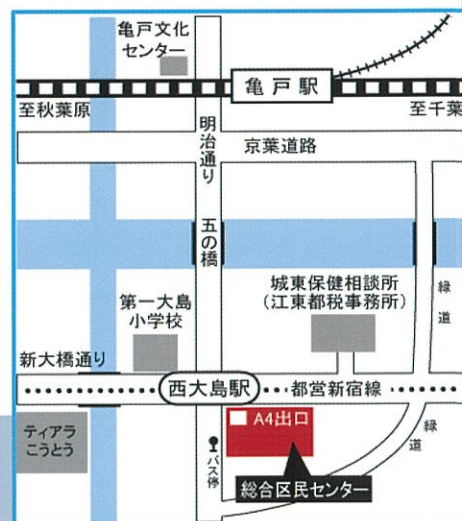 亀戸文化
センター
亀戸駅
至秋葉原
至千葉
明治通り
京葉道路
五の橋
城東保健相談所
(江東都税事務所)
緑道
第一大島
小学校
新大橋通り
西大島駅
都営新宿線
ティアラ
こうとう
A4出口
緑道
バス停
総合区民センター